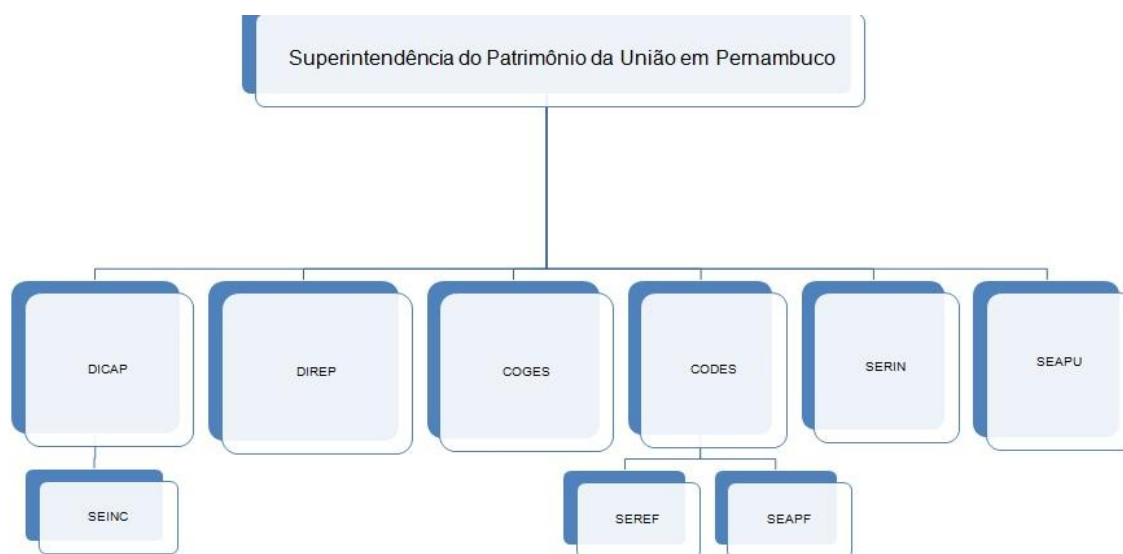 Superintendência do Patrimônio da União em Pernambuco
DICAP
DIREP
COGES
CODES
SERIN
SEAPU
SEINC
SEREF
SEAPF